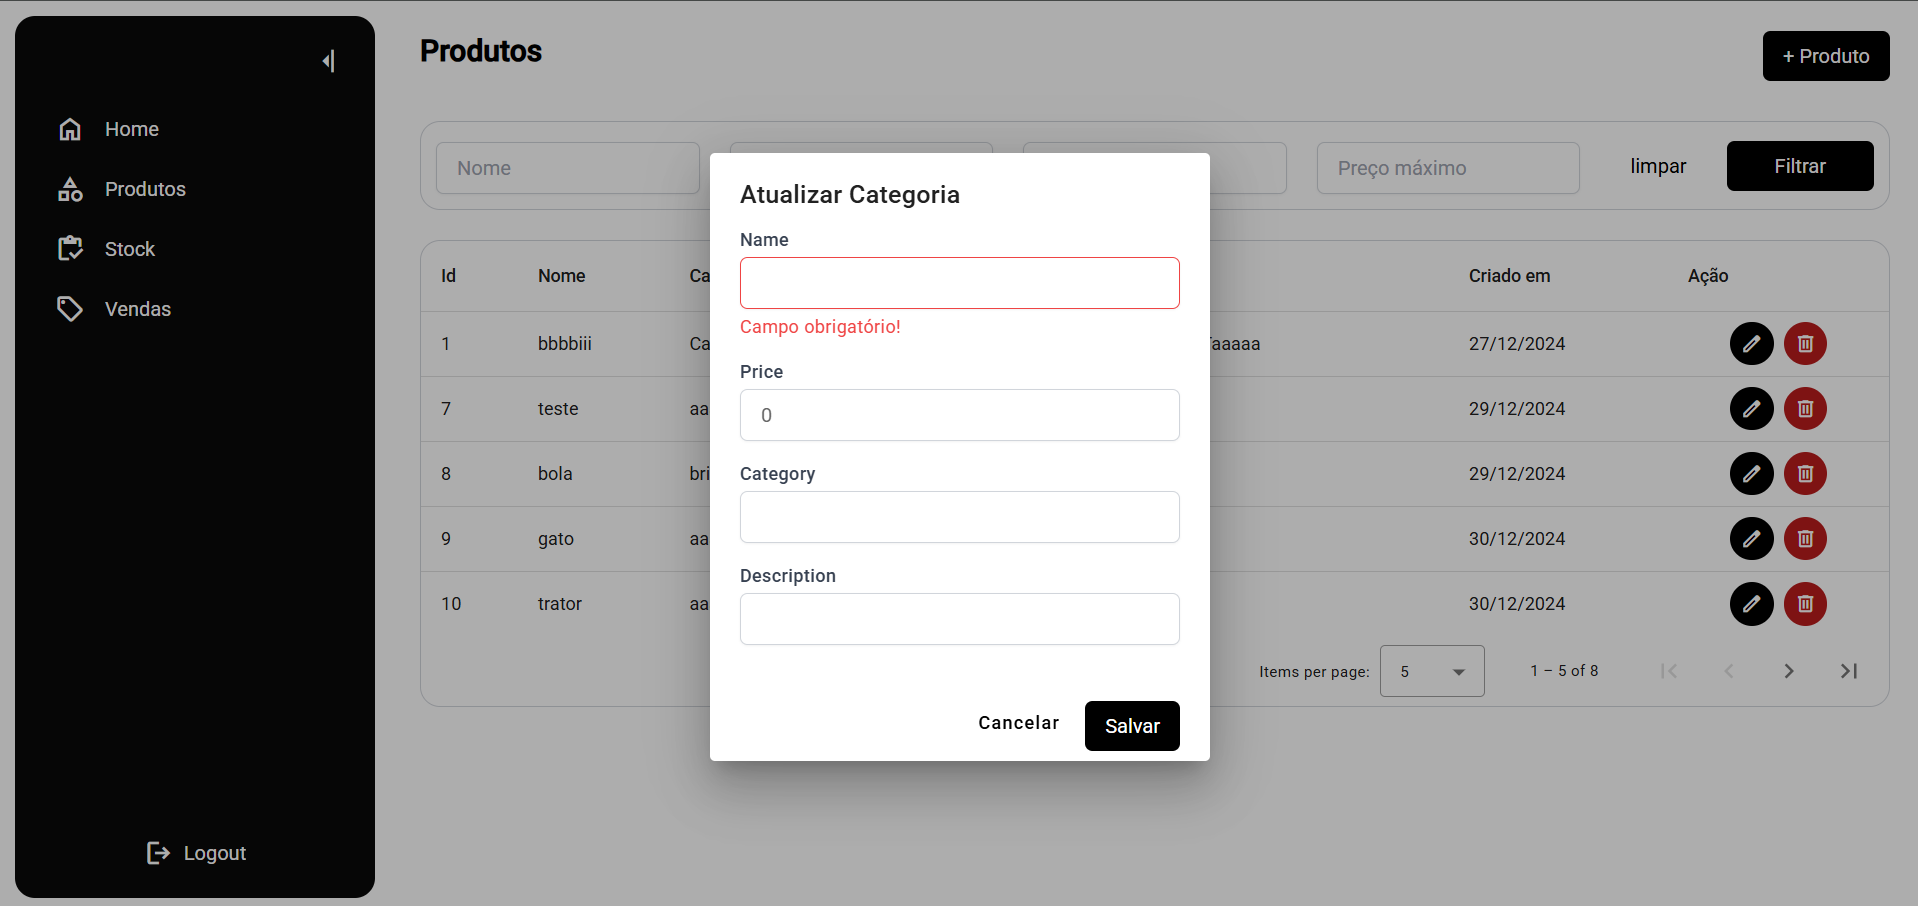 Home
Produtos
Stock
Vendas
Logout
Produtos
+ Produto
Nome
Preço máximo
limpar
Filtrar
Id Nome Ca Criado em Ação
1 bbbbiii Ca aaaaa 27/12/2024
7 teste aa 29/12/2024
8 bola bri 29/12/2024
9 gato aa 30/12/2024
10 trator aa 30/12/2024
Items per page: 5 1 – 5 of 8
Atualizar Categoria
Name
Campo obrigatório!
Price
0
Category
Description
Cancelar
Salvar